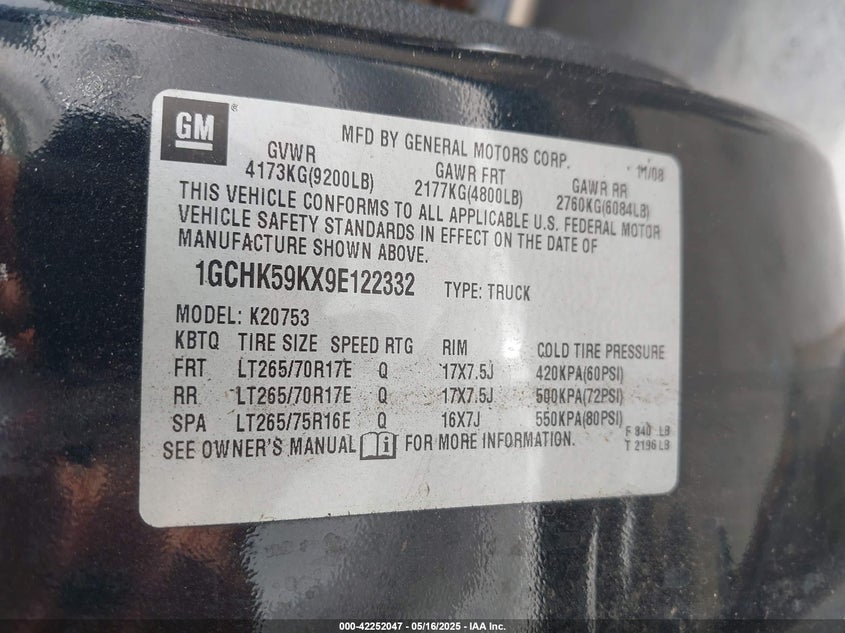 GM ®
MFD BY GENERAL MOTORS CORP. 11/08
GVWR GAWR FRT GAWR RR
4173KG(9200LB) 2177KG(4800LB) 2760KG(6084LB)
THIS VEHICLE CONFORMS TO ALL APPLICABLE U.S. FEDERAL MOTOR
VEHICLE SAFETY STANDARDS IN EFFECT ON THE DATE OF
MANUFACTURE SHOWN ABOVE.
1GCHK59KX9E122332 TYPE: TRUCK
MODEL: K20753
KBTQ TIRE SIZE SPEED RTG RIM COLD TIRE PRESSURE
FRT LT265/70R17E Q 17X7.5J 420KPA(60PSI)
RR LT265/70R17E Q 17X7.5J 500KPA(72PSI)
SPA LT265/75R16E Q 16X7J 550KPA(80PSI)
SEE OWNER'S MANUAL FOR MORE INFORMATION.
F 840 LB
T 2196 LB
000-42252047 - 05/16/2025 - IAA Inc.